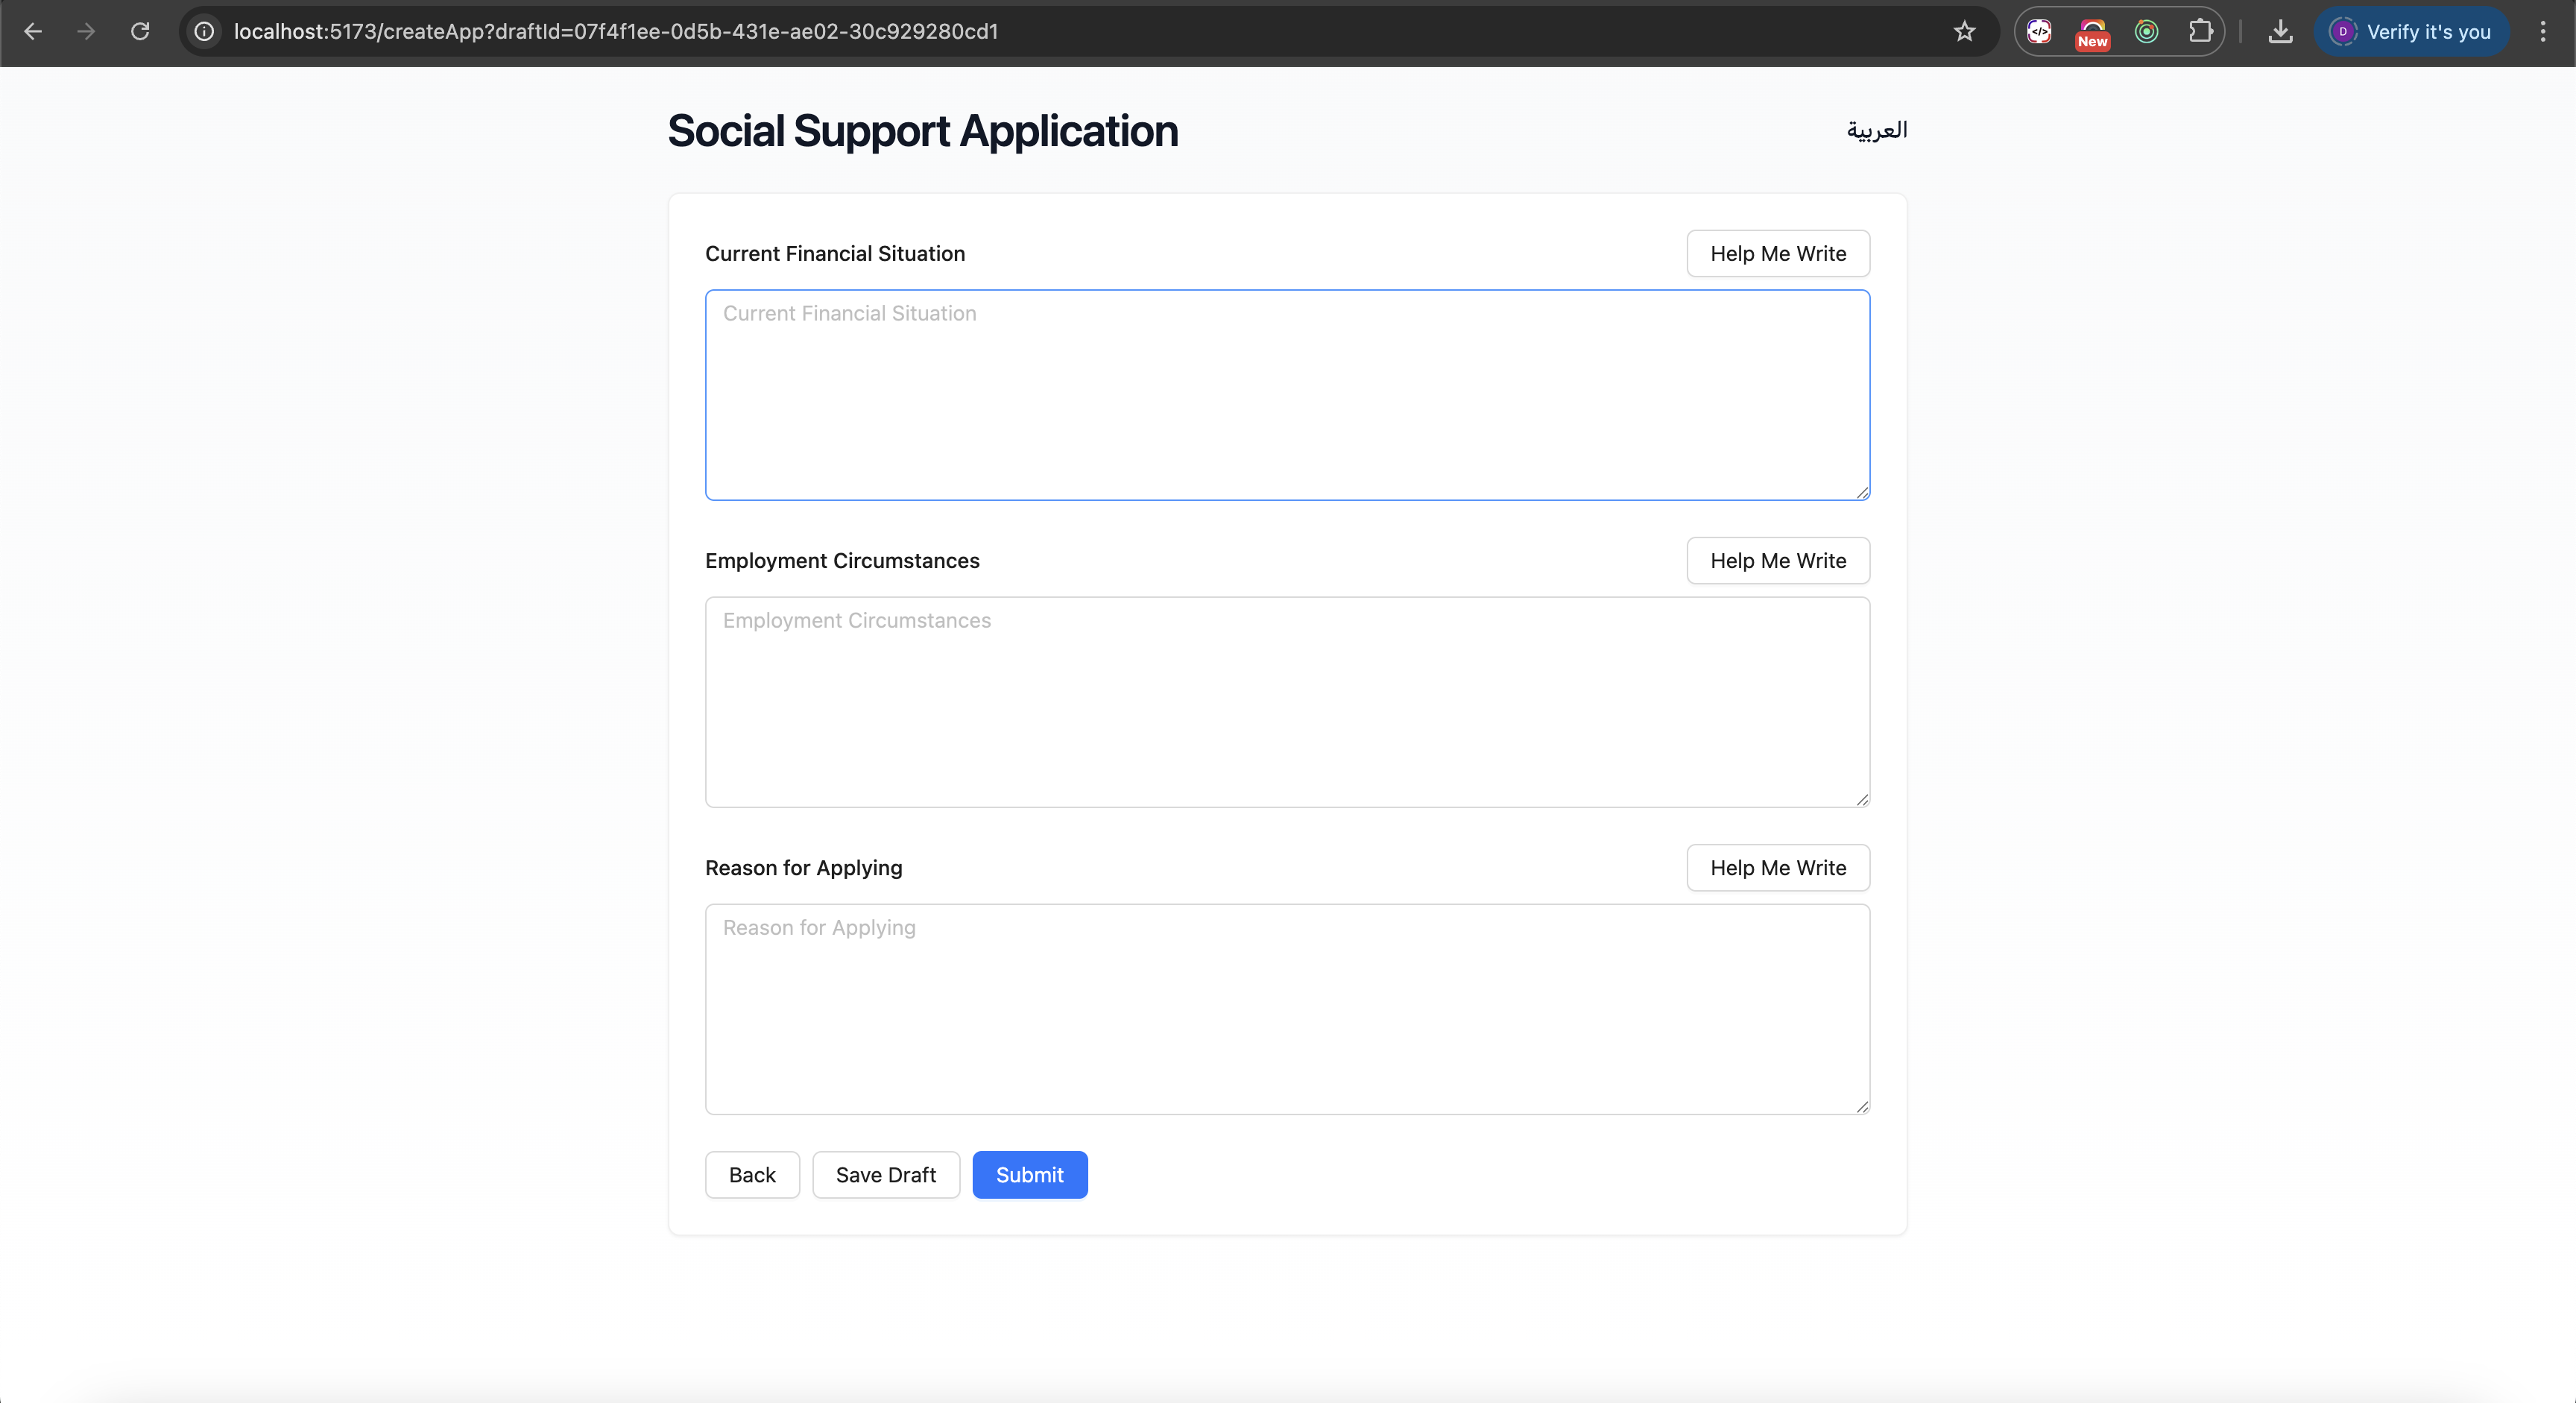 localhost:5173/createApp?draftId=07f4f1ee-0d5b-431e-ae02-30c929280cd1
New
D
Verify it's you
Social Support Application
العربية
Current Financial Situation
Help Me Write
Current Financial Situation
Employment Circumstances
Help Me Write
Employment Circumstances
Reason for Applying
Help Me Write
Reason for Applying
Back
Save Draft
Submit